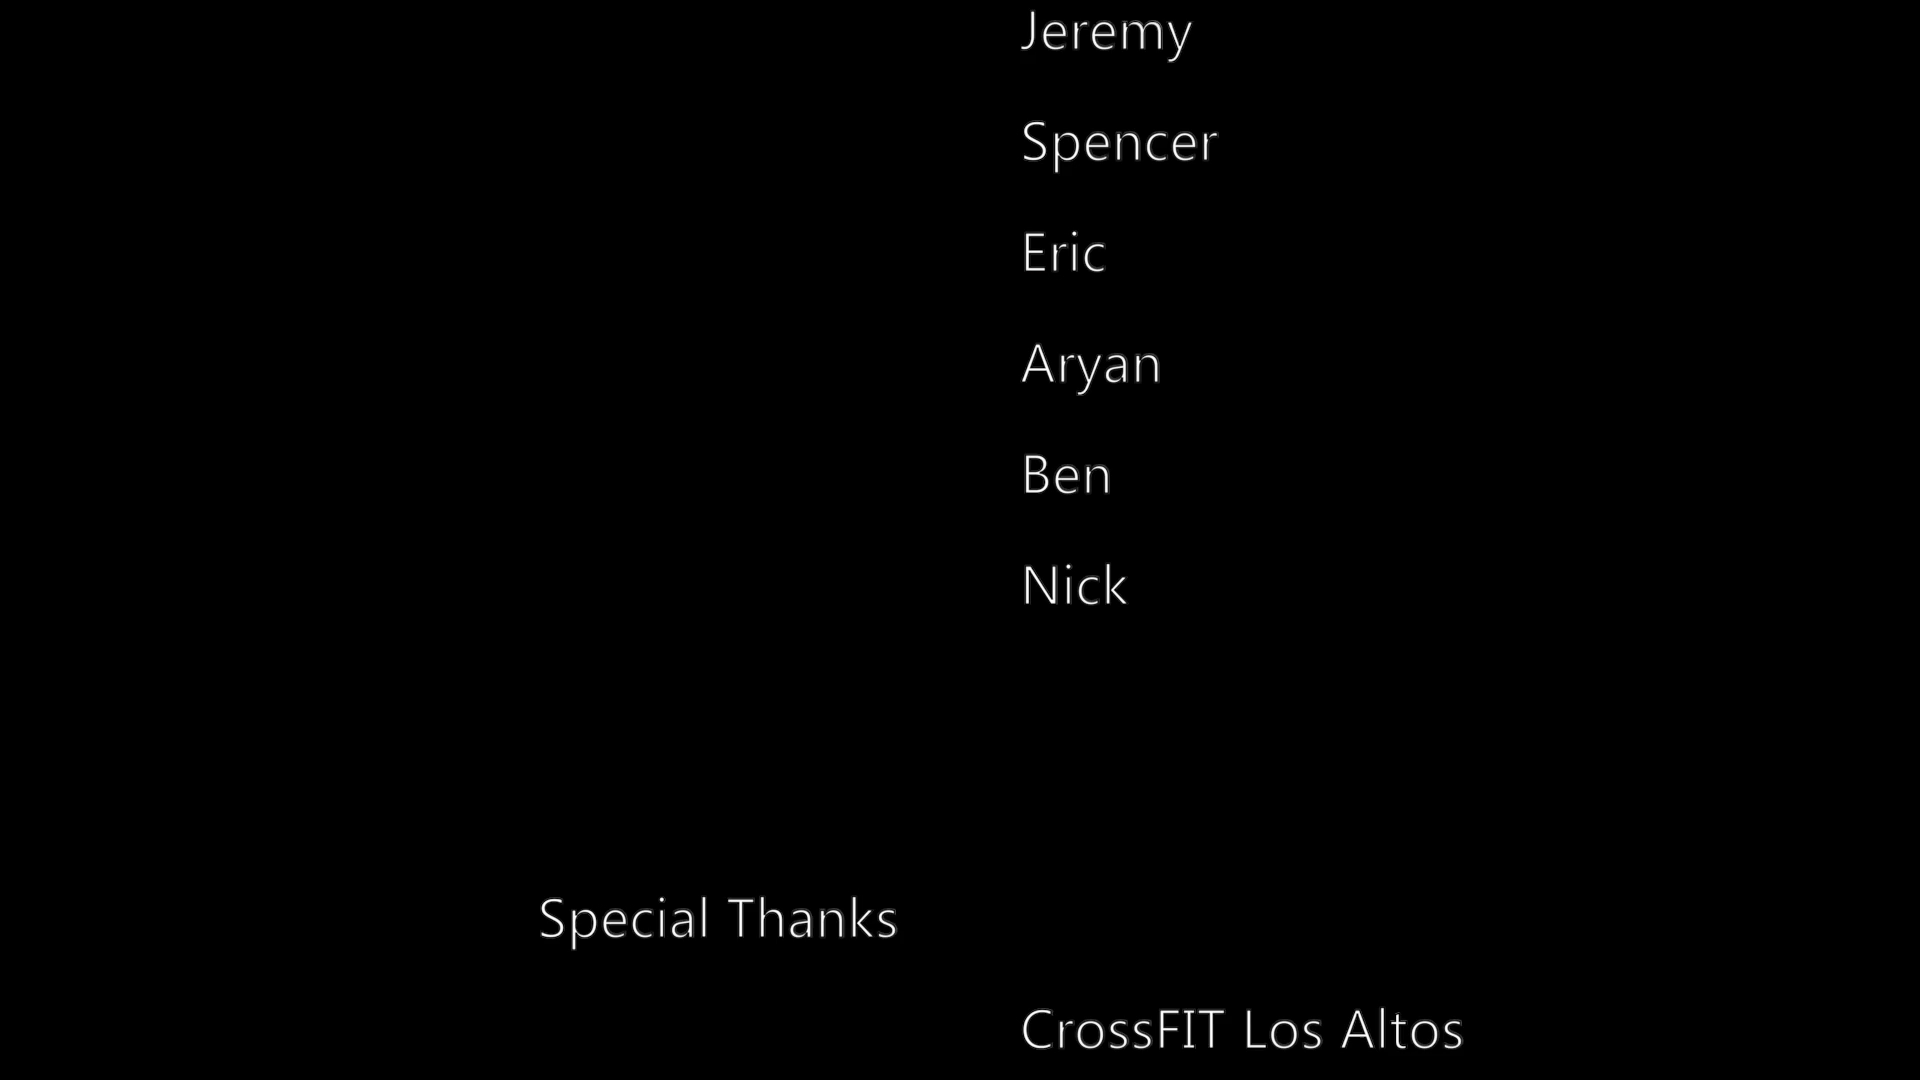 Jeremy
Spencer
Eric
Aryan
Ben
Nick
Special Thanks
CrossFIT Los Altos